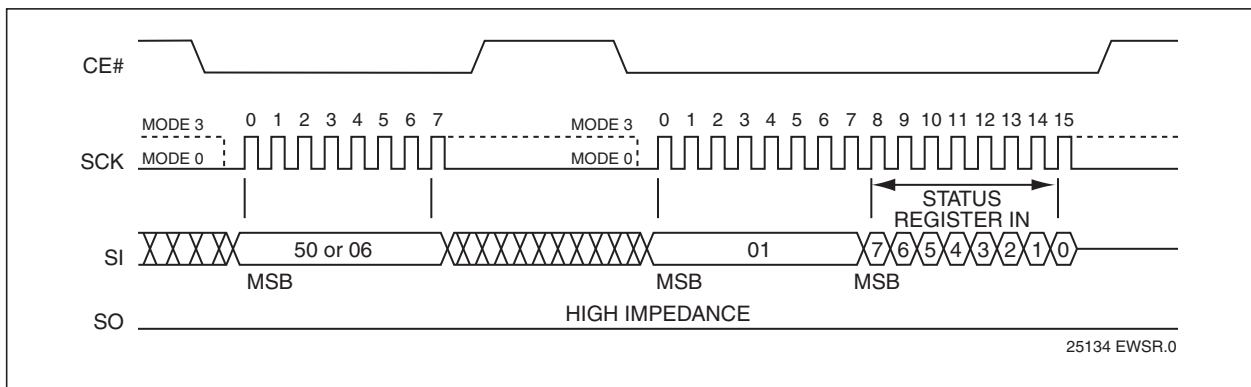 CE#
MODE 3
0 1 2 3 4 5 6 7
MODE 3
0 1 2 3 4 5 6 7 8 9 10 11 12 13 14 15
SCK
MODE 0
MODE 0
STATUS
REGISTER IN
SI
50 or 06
01
7 6 5 4 3 2 1 0
MSB
MSB
MSB
SO
HIGH IMPEDANCE
25134 EWSR.0